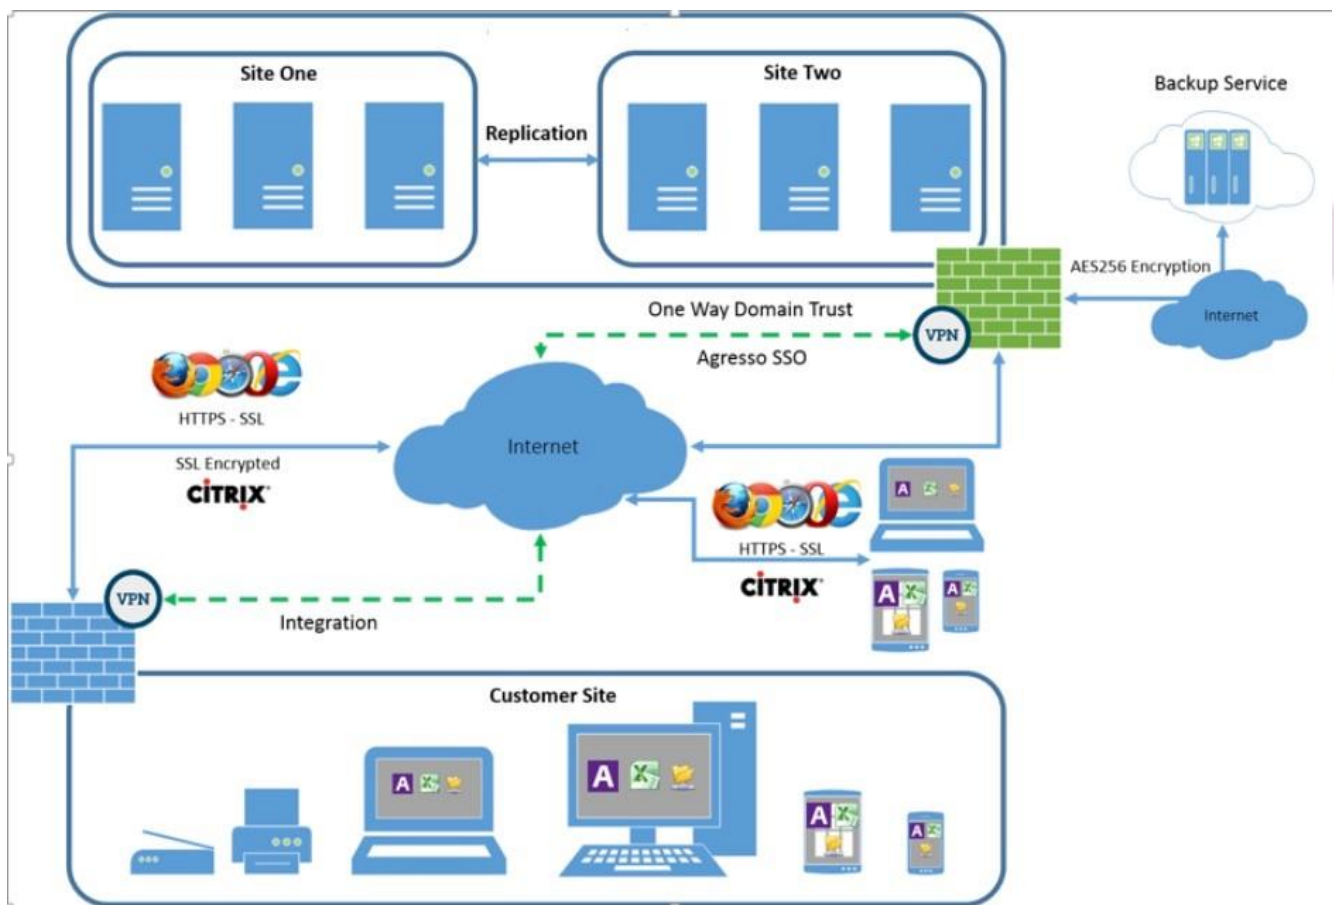 Site One
Site Two
Backup Service
Replication
AES256 Encryption
One Way Domain Trust
VPN
Internet
Agresso SSO
HTTPS - SSL
Internet
SSL Encrypted
CITRIX®
A
HTTPS - SSL
CITRIX®
A
A
VPN
Integration
Customer Site
A
A
A
A